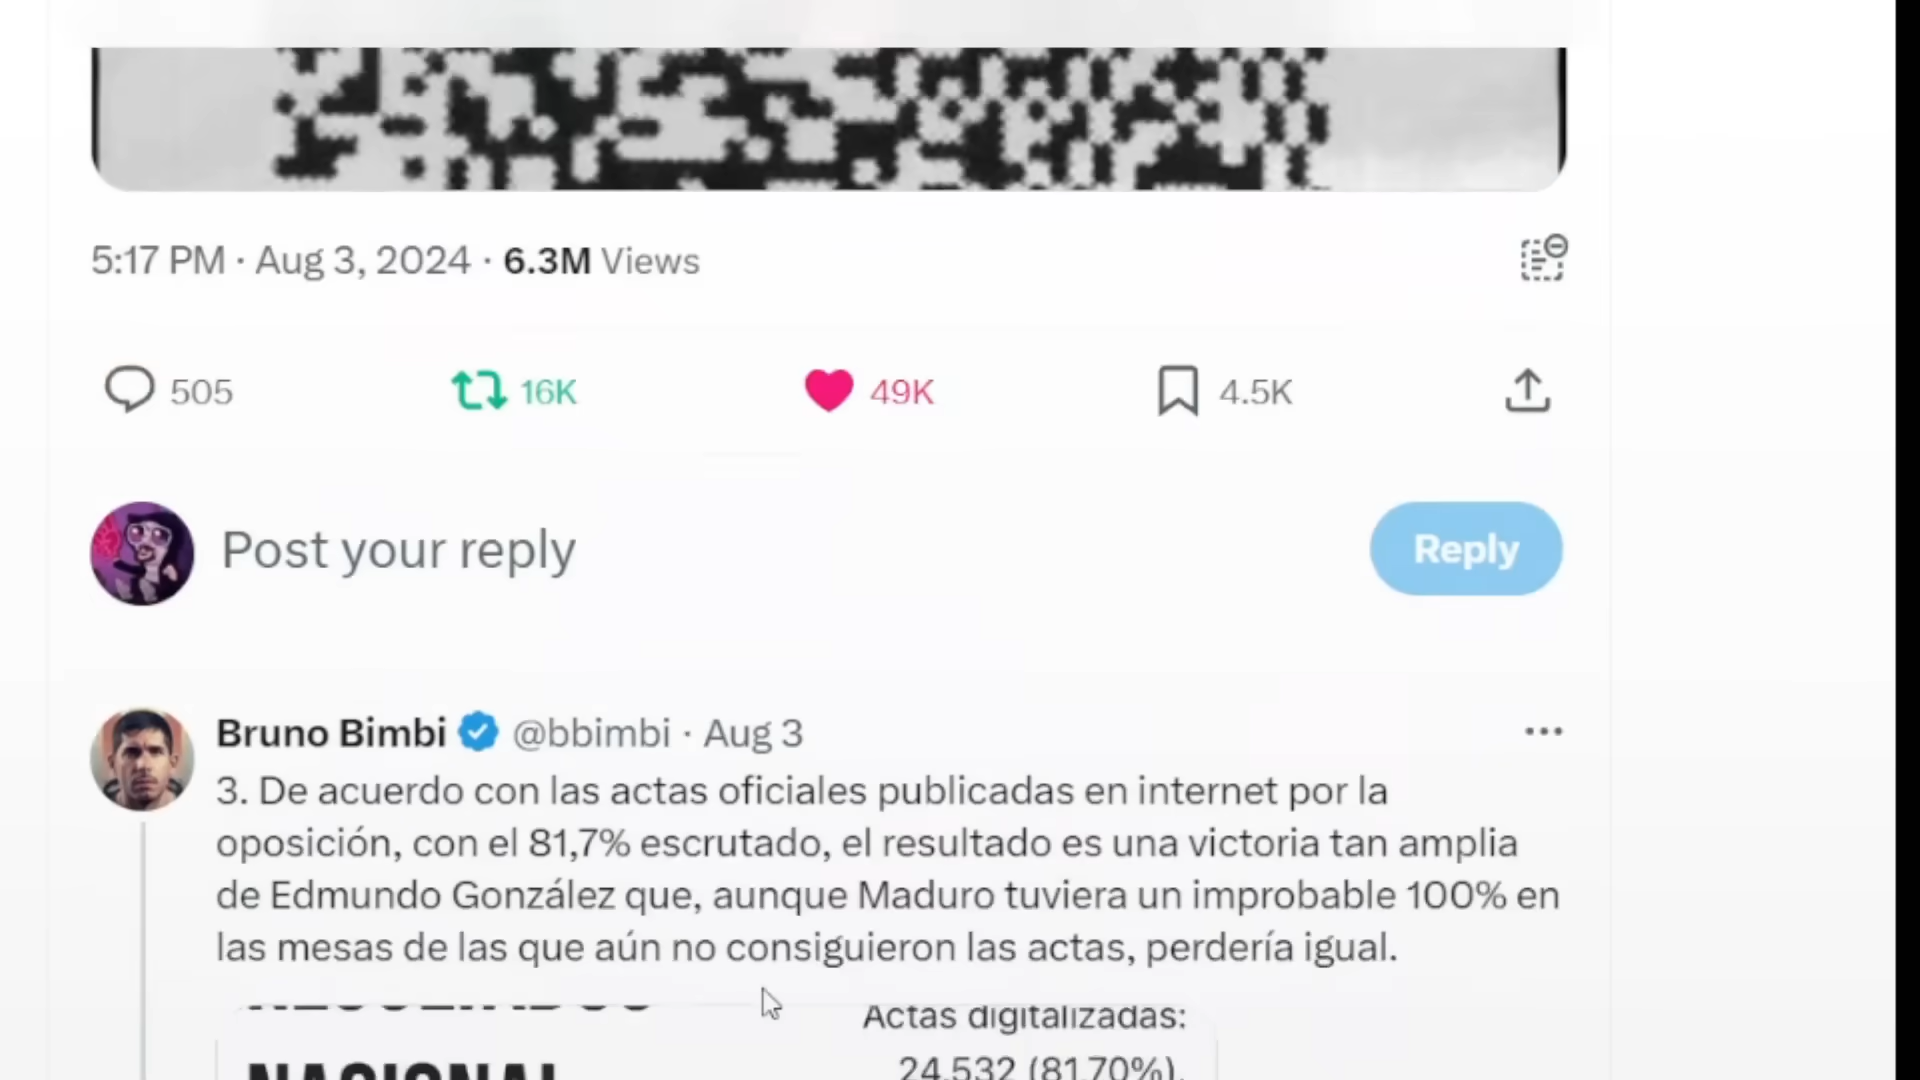 5:17 PM · Aug 3, 2024 · 6.3M Views
505 16K 49K 4.5K
Post your reply Reply
Bruno Bimbi @bbimbi · Aug 3
3. De acuerdo con las actas oficiales publicadas en internet por la
oposición, con el 81,7% escrutado, el resultado es una victoria tan amplia
de Edmundo González que, aunque Maduro tuviera un improbable 100% en
las mesas de las que aún no consiguieron las actas, perdería igual.
Actas digitalizadas:
NACIONAL 24.532 (81.70%).